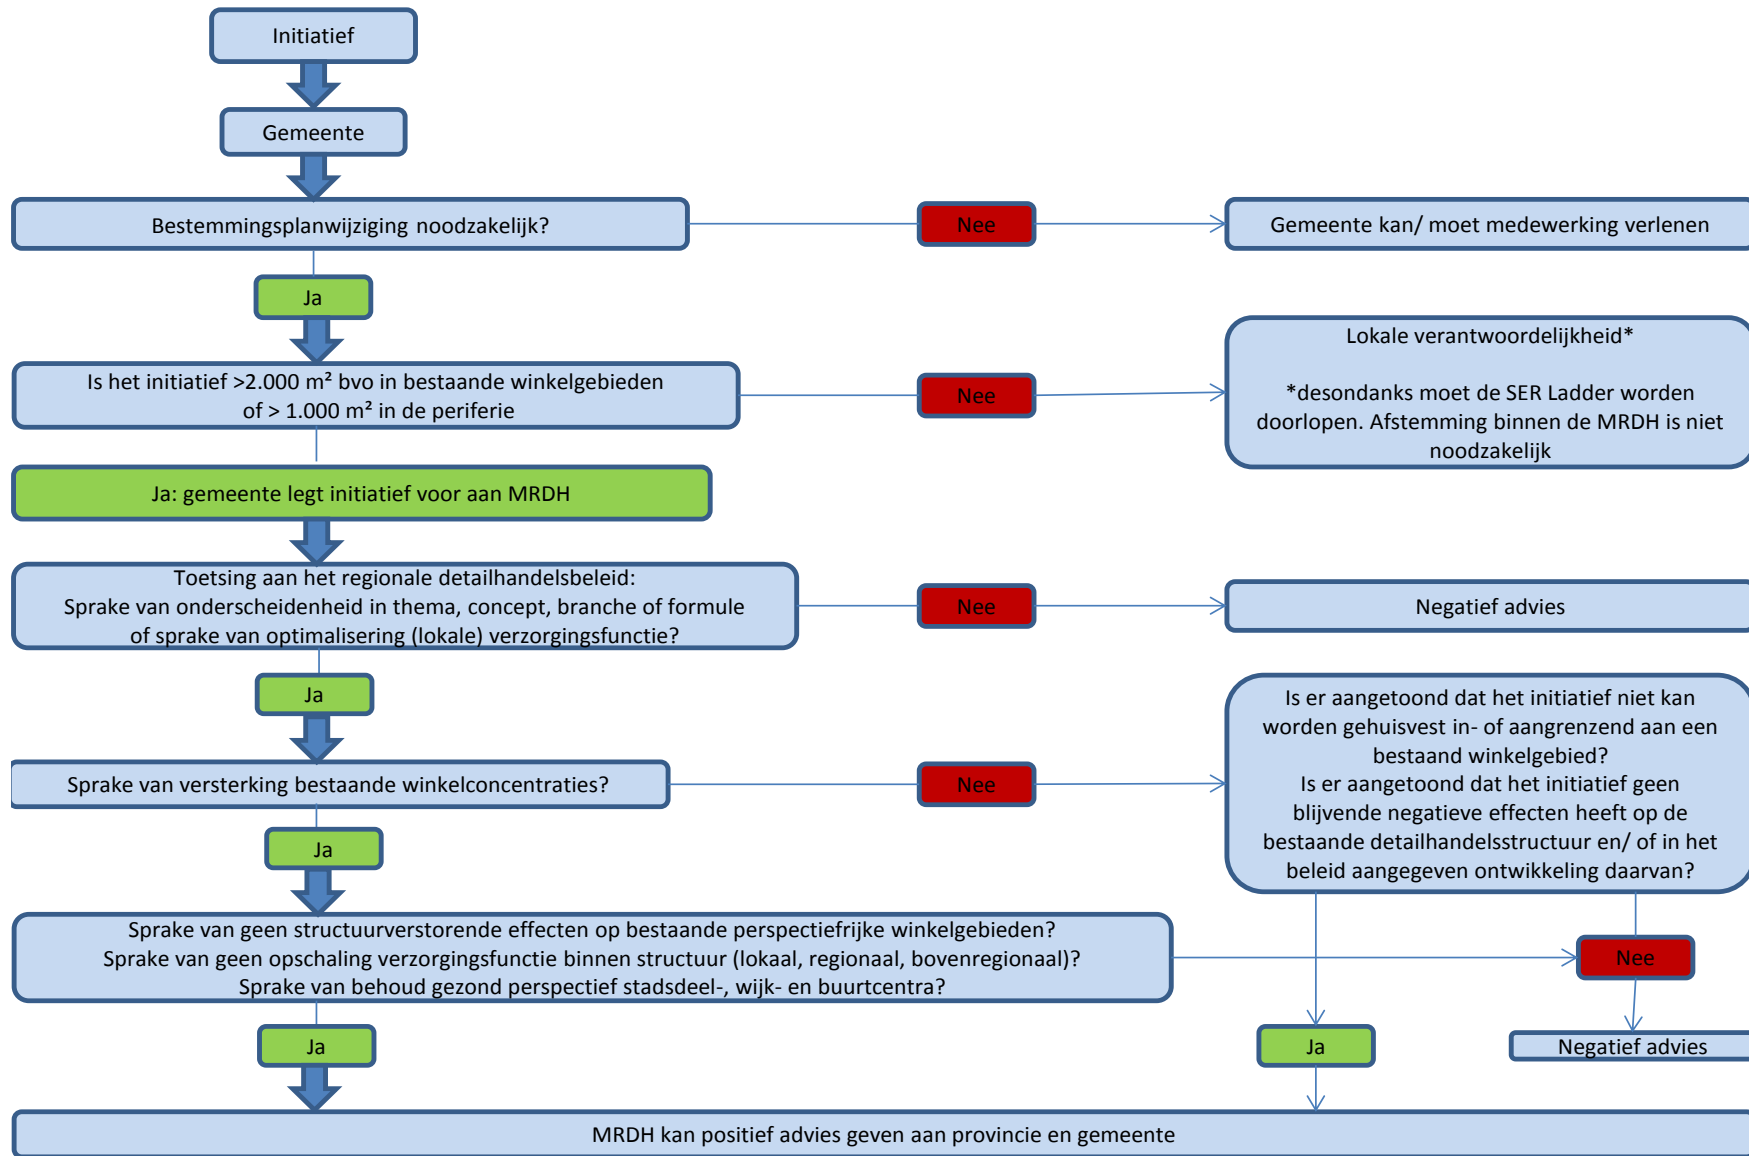 Initiatief
Gemeente
Bestemmingsplanwijziging noodzakelijk?
Nee
Gemeente kan/ moet medewerking verlenen
Ja
Is het initiatief >2.000 m² bvo in bestaande winkelgebieden
of > 1.000 m² in de periferie
Nee
Lokale verantwoordelijkheid*
*desondanks moet de SER Ladder worden
doorlopen. Afstemming binnen de MRDH is niet
noodzakelijk
Ja: gemeente legt initiatief voor aan MRDH
Toetsing aan het regionale detailhandelsbeleid:
Sprake van onderscheidenheid in thema, concept, branche of formule
of sprake van optimalisering (lokale) verzorgingsfunctie?
Nee
Negatief advies
Ja
Sprake van versterking bestaande winkelconcentraties?
Nee
Is er aangetoond dat het initiatief niet kan
worden gehuisvest in- of aangrenzend aan een
bestaand winkelgebied?
Is er aangetoond dat het initiatief geen
blijvende negatieve effecten heeft op de
bestaande detailhandelsstructuur en/ of in het
beleid aangegeven ontwikkeling daarvan?
Ja
Sprake van geen structuurverstorende effecten op bestaande perspectiefrijke winkelgebieden?
Sprake van geen opschaling verzorgingsfunctie binnen structuur (lokaal, regionaal, bovenregionaal)?
Sprake van behoud gezond perspectief stadsdeel-, wijk- en buurtcentra?
Nee
Ja
Ja
Negatief advies
MRDH kan positief advies geven aan provincie en gemeente